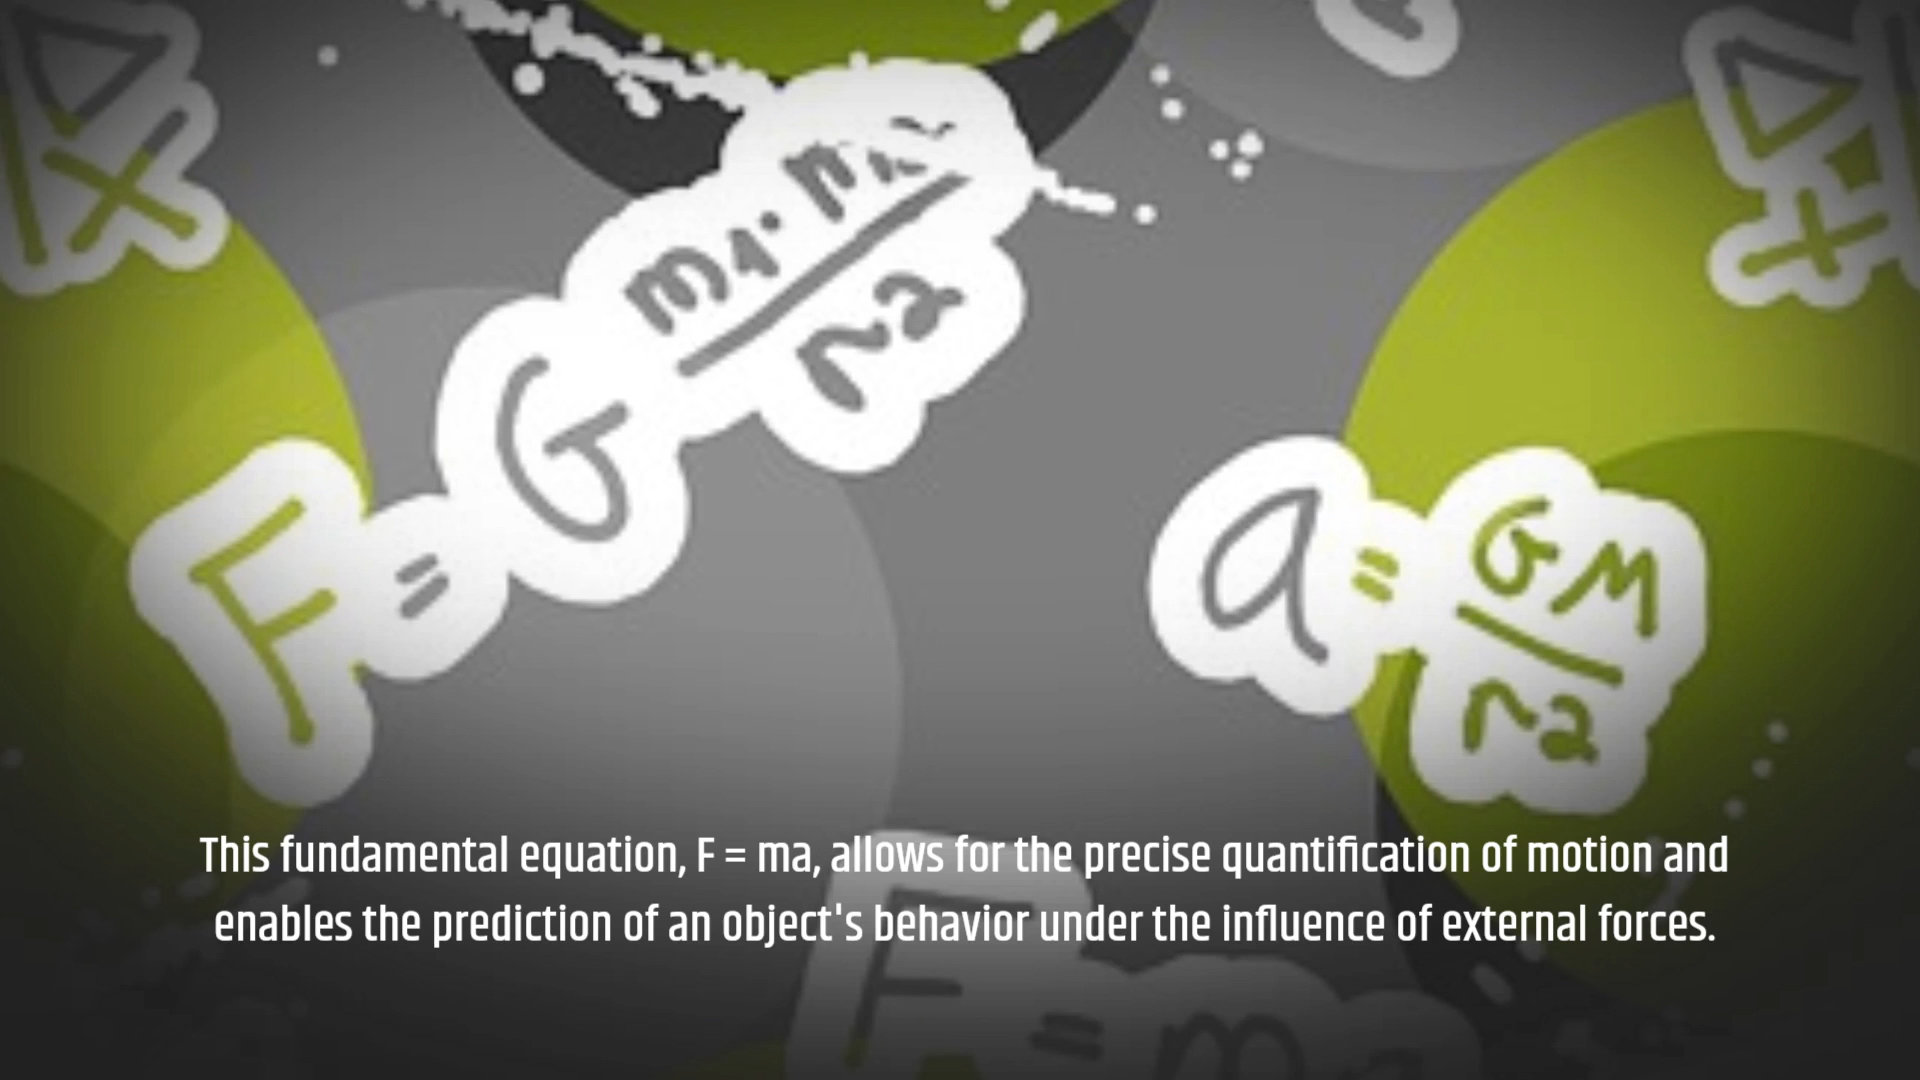 F = G m1 · m2 / r2
a = GM / r2
This fundamental equation, F = ma, allows for the precise quantification of motion and
enables the prediction of an object's behavior under the influence of external forces.
F = ma